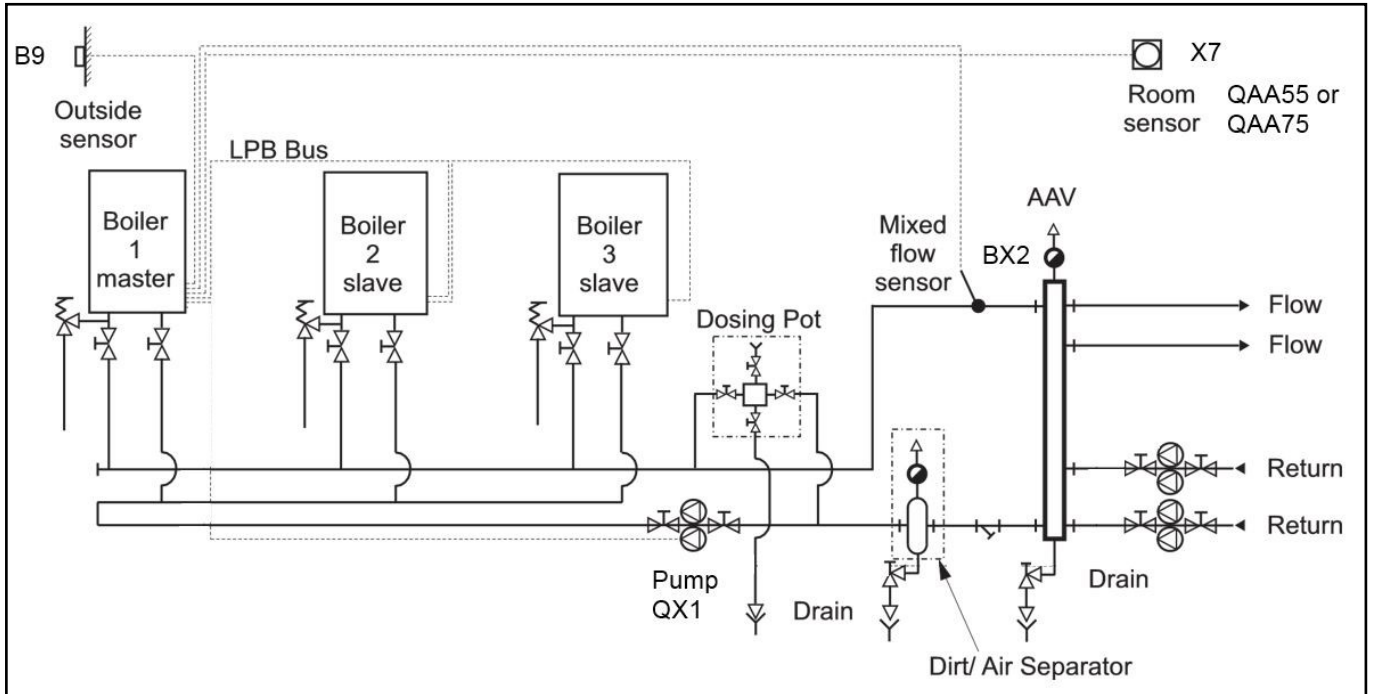 B9
Outside
sensor
X7
Room
sensor
QAA55 or
QAA75
LPB Bus
Boiler
1
master
Boiler
2
slave
Boiler
3
slave
Mixed
flow
sensor
AAV
BX2
Flow
Flow
Dosing Pot
Return
Return
Pump
QX1
Drain
Drain
Dirt/ Air Separator